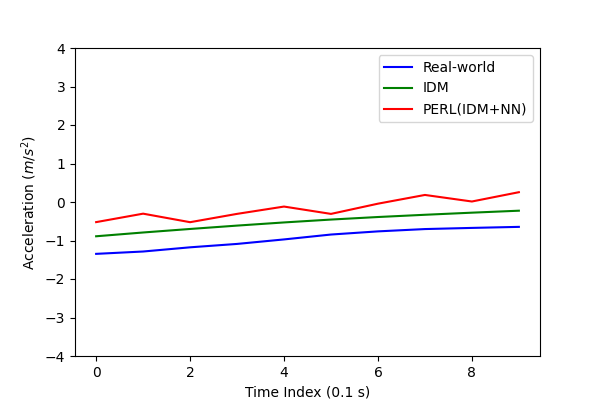 Real-world
IDM
PERL(IDM+NN)
4
3
2
1
0
−1
−2
−3
−4
Acceleration (m/s²)
0 2 4 6 8
Time Index (0.1 s)